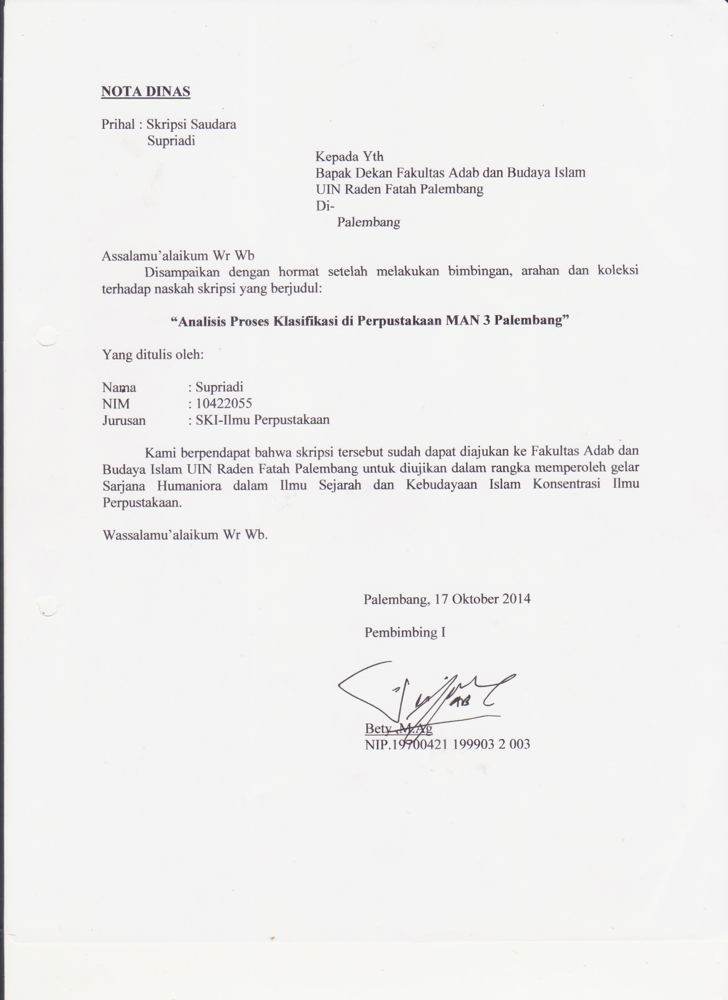 NOTA DINAS
Prihal : Skripsi Saudara
Supriadi
Kepada Yth
Bapak Dekan Fakultas Adab dan Budaya Islam
UIN Raden Fatah Palembang
Di-
Palembang
Assalamu’alaikum Wr Wb
Disampaikan dengan hormat setelah melakukan bimbingan, arahan dan koleksi
terhadap naskah skripsi yang berjudul:
“Analisis Proses Klasifikasi di Perpustakaan MAN 3 Palembang”
Yang ditulis oleh:
Nama : Supriadi
NIM : 10422055
Jurusan : SKI-Ilmu Perpustakaan
Kami berpendapat bahwa skripsi tersebut sudah dapat diajukan ke Fakultas Adab dan
Budaya Islam UIN Raden Fatah Palembang untuk diujikan dalam rangka memperoleh gelar
Sarjana Humaniora dalam Ilmu Sejarah dan Kebudayaan Islam Konsentrasi Ilmu
Perpustakaan.
Wassalamu’alaikum Wr Wb.
Palembang, 17 Oktober 2014
Pembimbing I
Bety ,M.Ag
NIP.19700421 199903 2 003